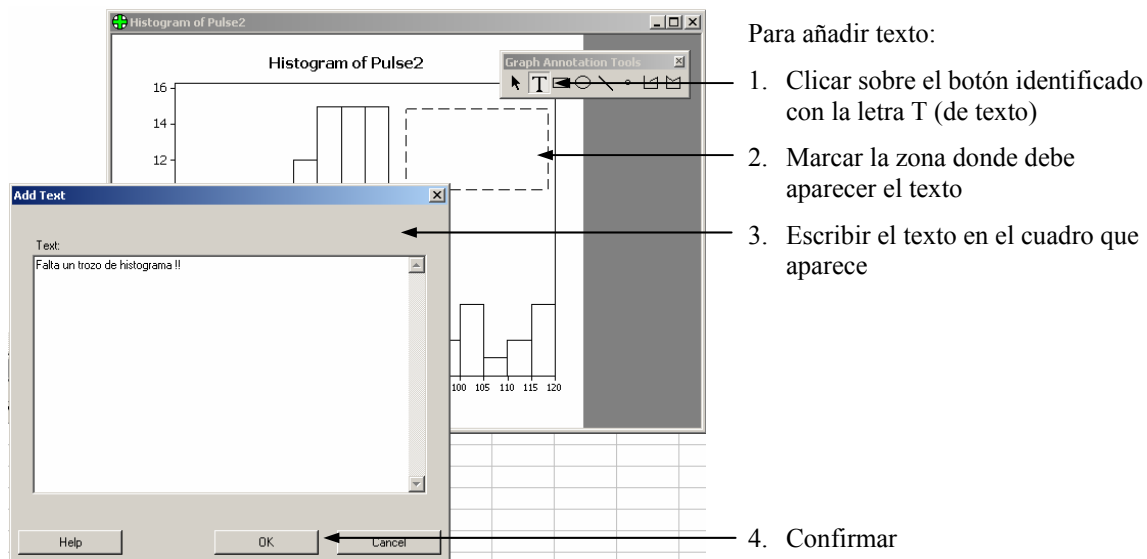 Histogram of Pulse2
Histogram of Pulse2
Graph Annotation Tools
T
16
14
12
100 105 110 115 120
Add Text
Text:
Falta un trozo de histograma !!
Help OK Cancel
Para añadir texto:
1. Clicar sobre el botón identificado
con la letra T (de texto)
2. Marcar la zona donde debe
aparecer el texto
3. Escribir el texto en el cuadro que
aparece
4. Confirmar